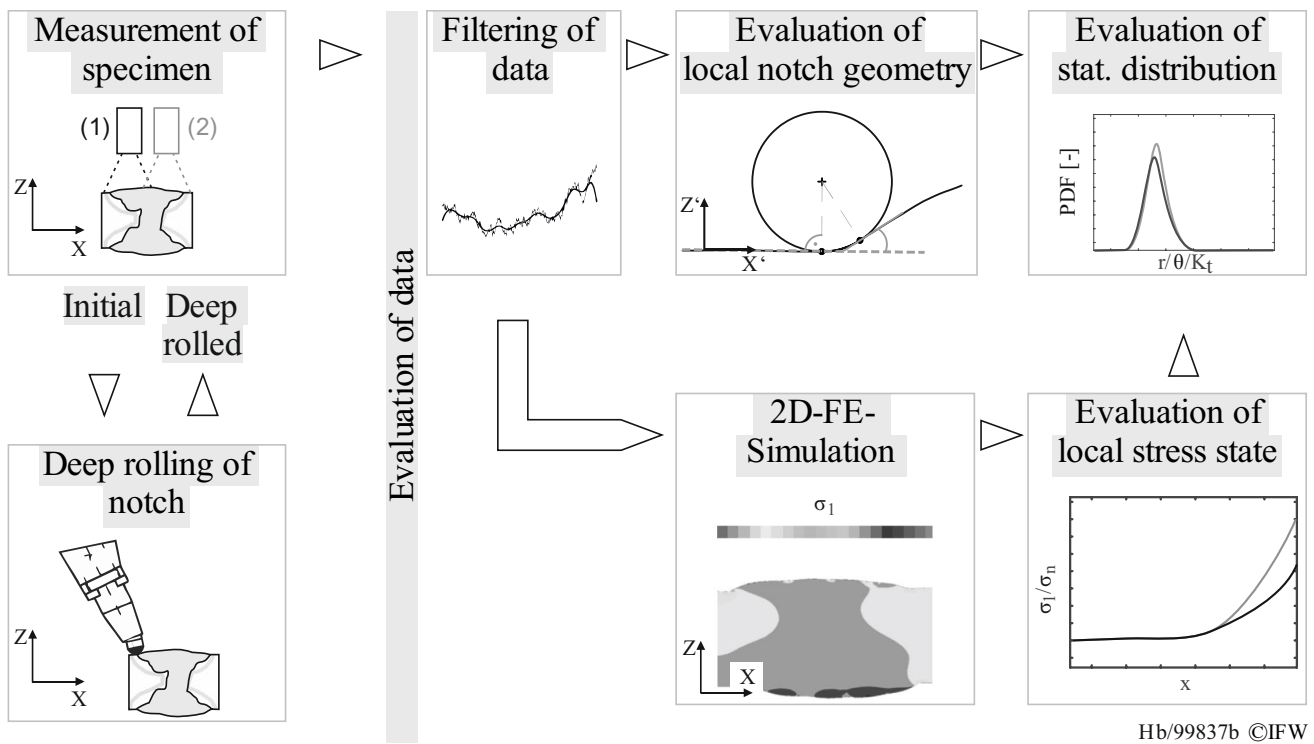 Measurement of
specimen
(1) (2)
Z
X
Initial
Deep
rolled
Deep rolling of
notch
Z
X
Evaluation of data
Filtering of
data
Evaluation of
local notch geometry
Z‘
X‘
Evaluation of
stat. distribution
PDF [-]
r/θ/Kt
2D-FE-
Simulation
σ1
Z
X
Evaluation of
local stress state
σ1/σn
x
Hb/99837b ©IFW